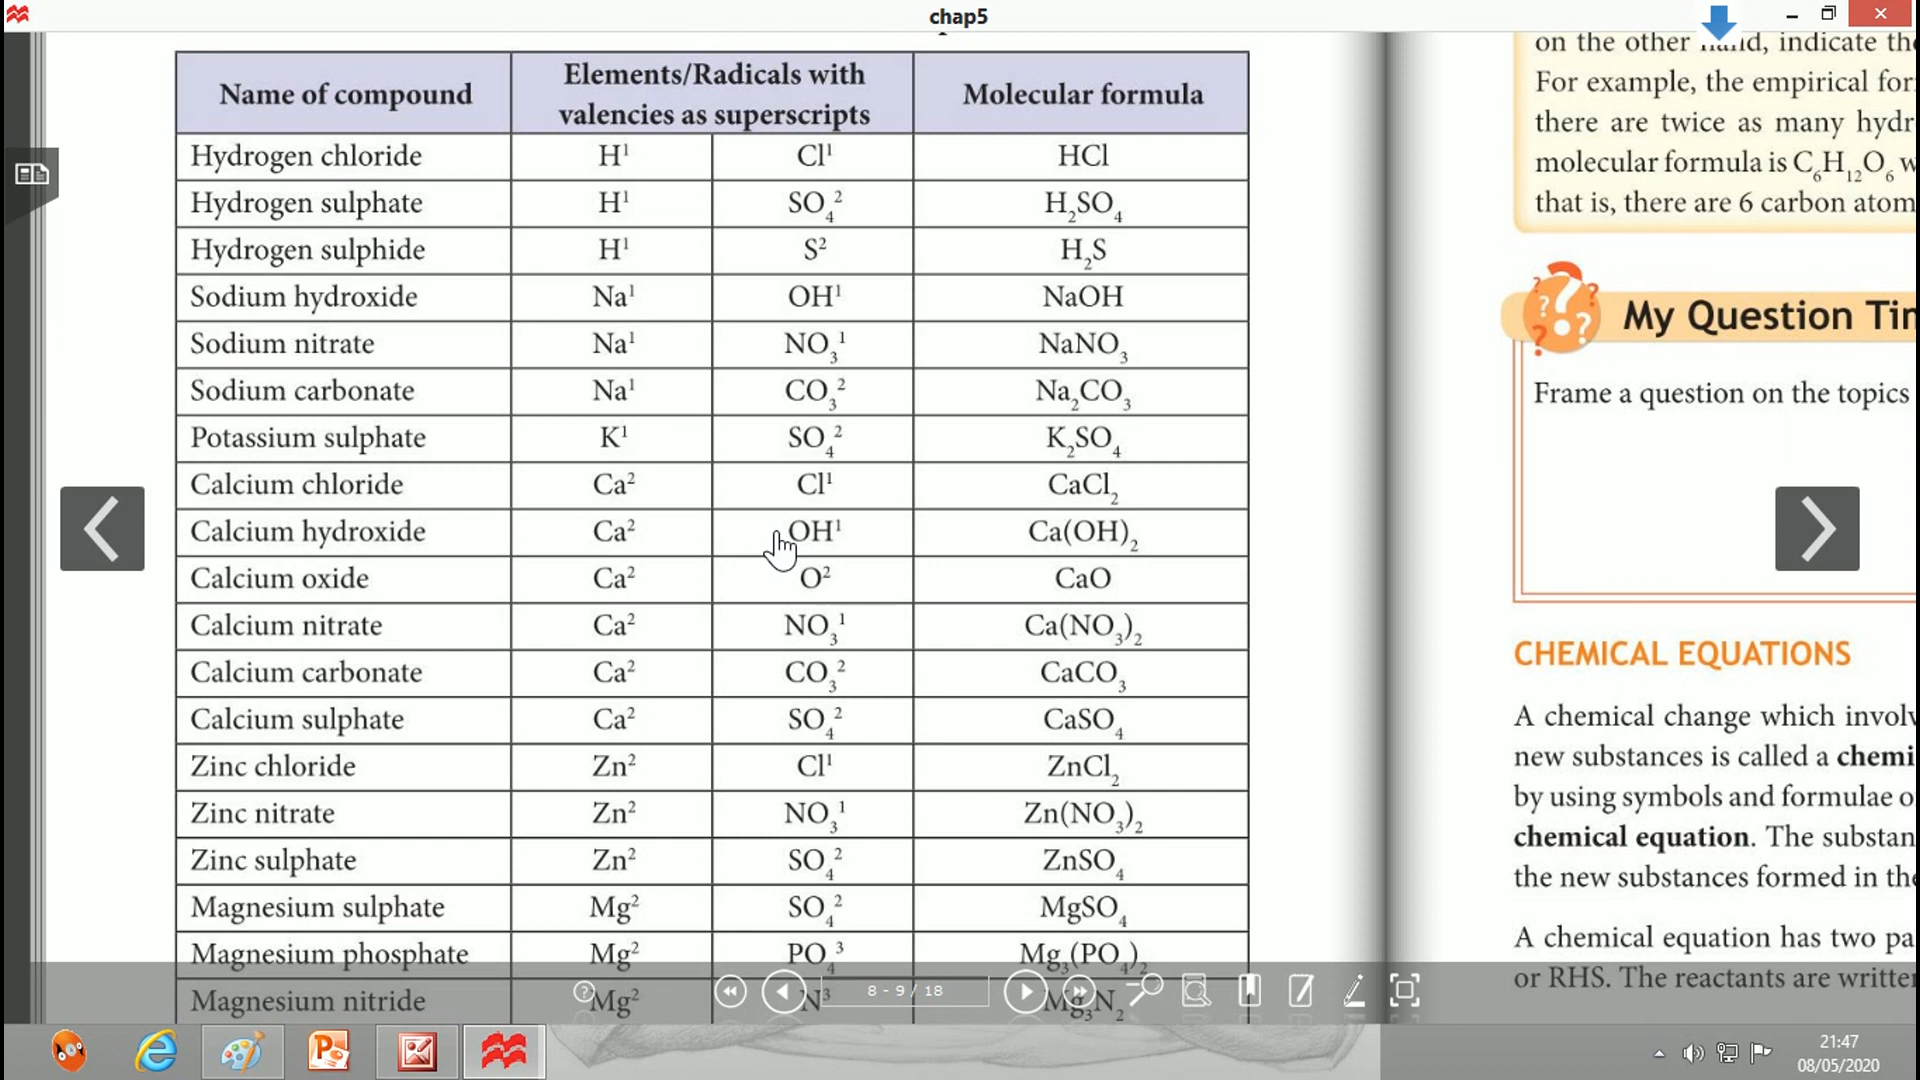 chap5
Name of compound | Elements/Radicals with valencies as superscripts | Molecular formula
Hydrogen chloride | H¹ | Cl¹ | HCl
Hydrogen sulphate | H¹ | SO₄² | H₂SO₄
Hydrogen sulphide | H¹ | S² | H₂S
Sodium hydroxide | Na¹ | OH¹ | NaOH
Sodium nitrate | Na¹ | NO₃¹ | NaNO₃
Sodium carbonate | Na¹ | CO₃² | Na₂CO₃
Potassium sulphate | K¹ | SO₄² | K₂SO₄
Calcium chloride | Ca² | Cl¹ | CaCl₂
Calcium hydroxide | Ca² | OH¹ | Ca(OH)₂
Calcium oxide | Ca² | O² | CaO
Calcium nitrate | Ca² | NO₃¹ | Ca(NO₃)₂
Calcium carbonate | Ca² | CO₃² | CaCO₃
Calcium sulphate | Ca² | SO₄² | CaSO₄
Zinc chloride | Zn² | Cl¹ | ZnCl₂
Zinc nitrate | Zn² | NO₃¹ | Zn(NO₃)₂
Zinc sulphate | Zn² | SO₄² | ZnSO₄
Magnesium sulphate | Mg² | SO₄² | MgSO₄
Magnesium phosphate | Mg² | PO₄³ | Mg₃(PO₄)₂
Magnesium nitride | Mg² | N³ | Mg₃N₂
on the other hand, indicate the
For example, the empirical for
there are twice as many hydr
molecular formula is C₆H₁₂O₆ w
that is, there are 6 carbon atom
My Question Tim
Frame a question on the topics
CHEMICAL EQUATIONS
A chemical change which involv
new substances is called a chemi
by using symbols and formulae o
chemical equation. The substan
the new substances formed in the
A chemical equation has two pa
or RHS. The reactants are writte
8 - 9 / 18
21:47
08/05/2020